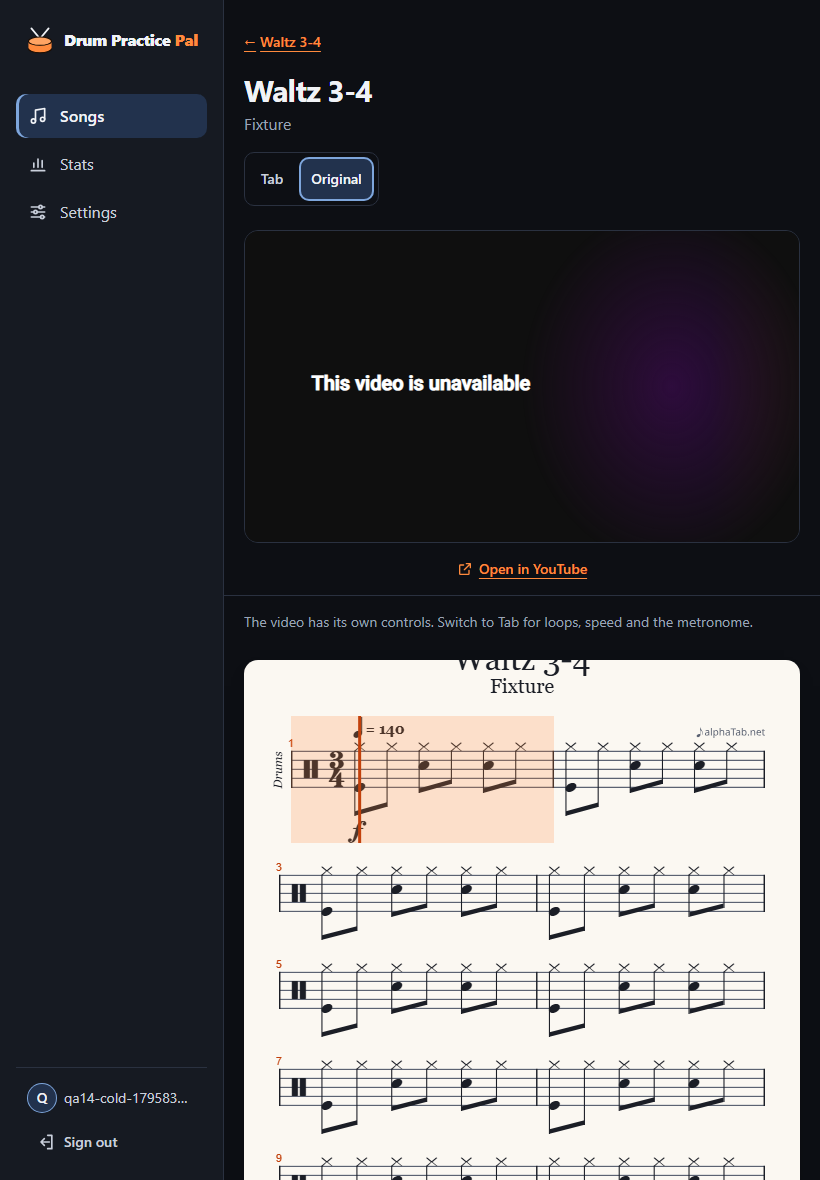 Drum Practice Pal
Songs
Stats
Settings
qa14-cold-179583...
Q
Sign out
← Waltz 3-4
Waltz 3-4
Fixture
Tab
Original
This video is unavailable
Open in YouTube
The video has its own controls. Switch to Tab for loops, speed and the metronome.
Waltz 3-4
Fixture
= 140
alphaTab.net
1
Drums
3
4
f
3
5
7
9